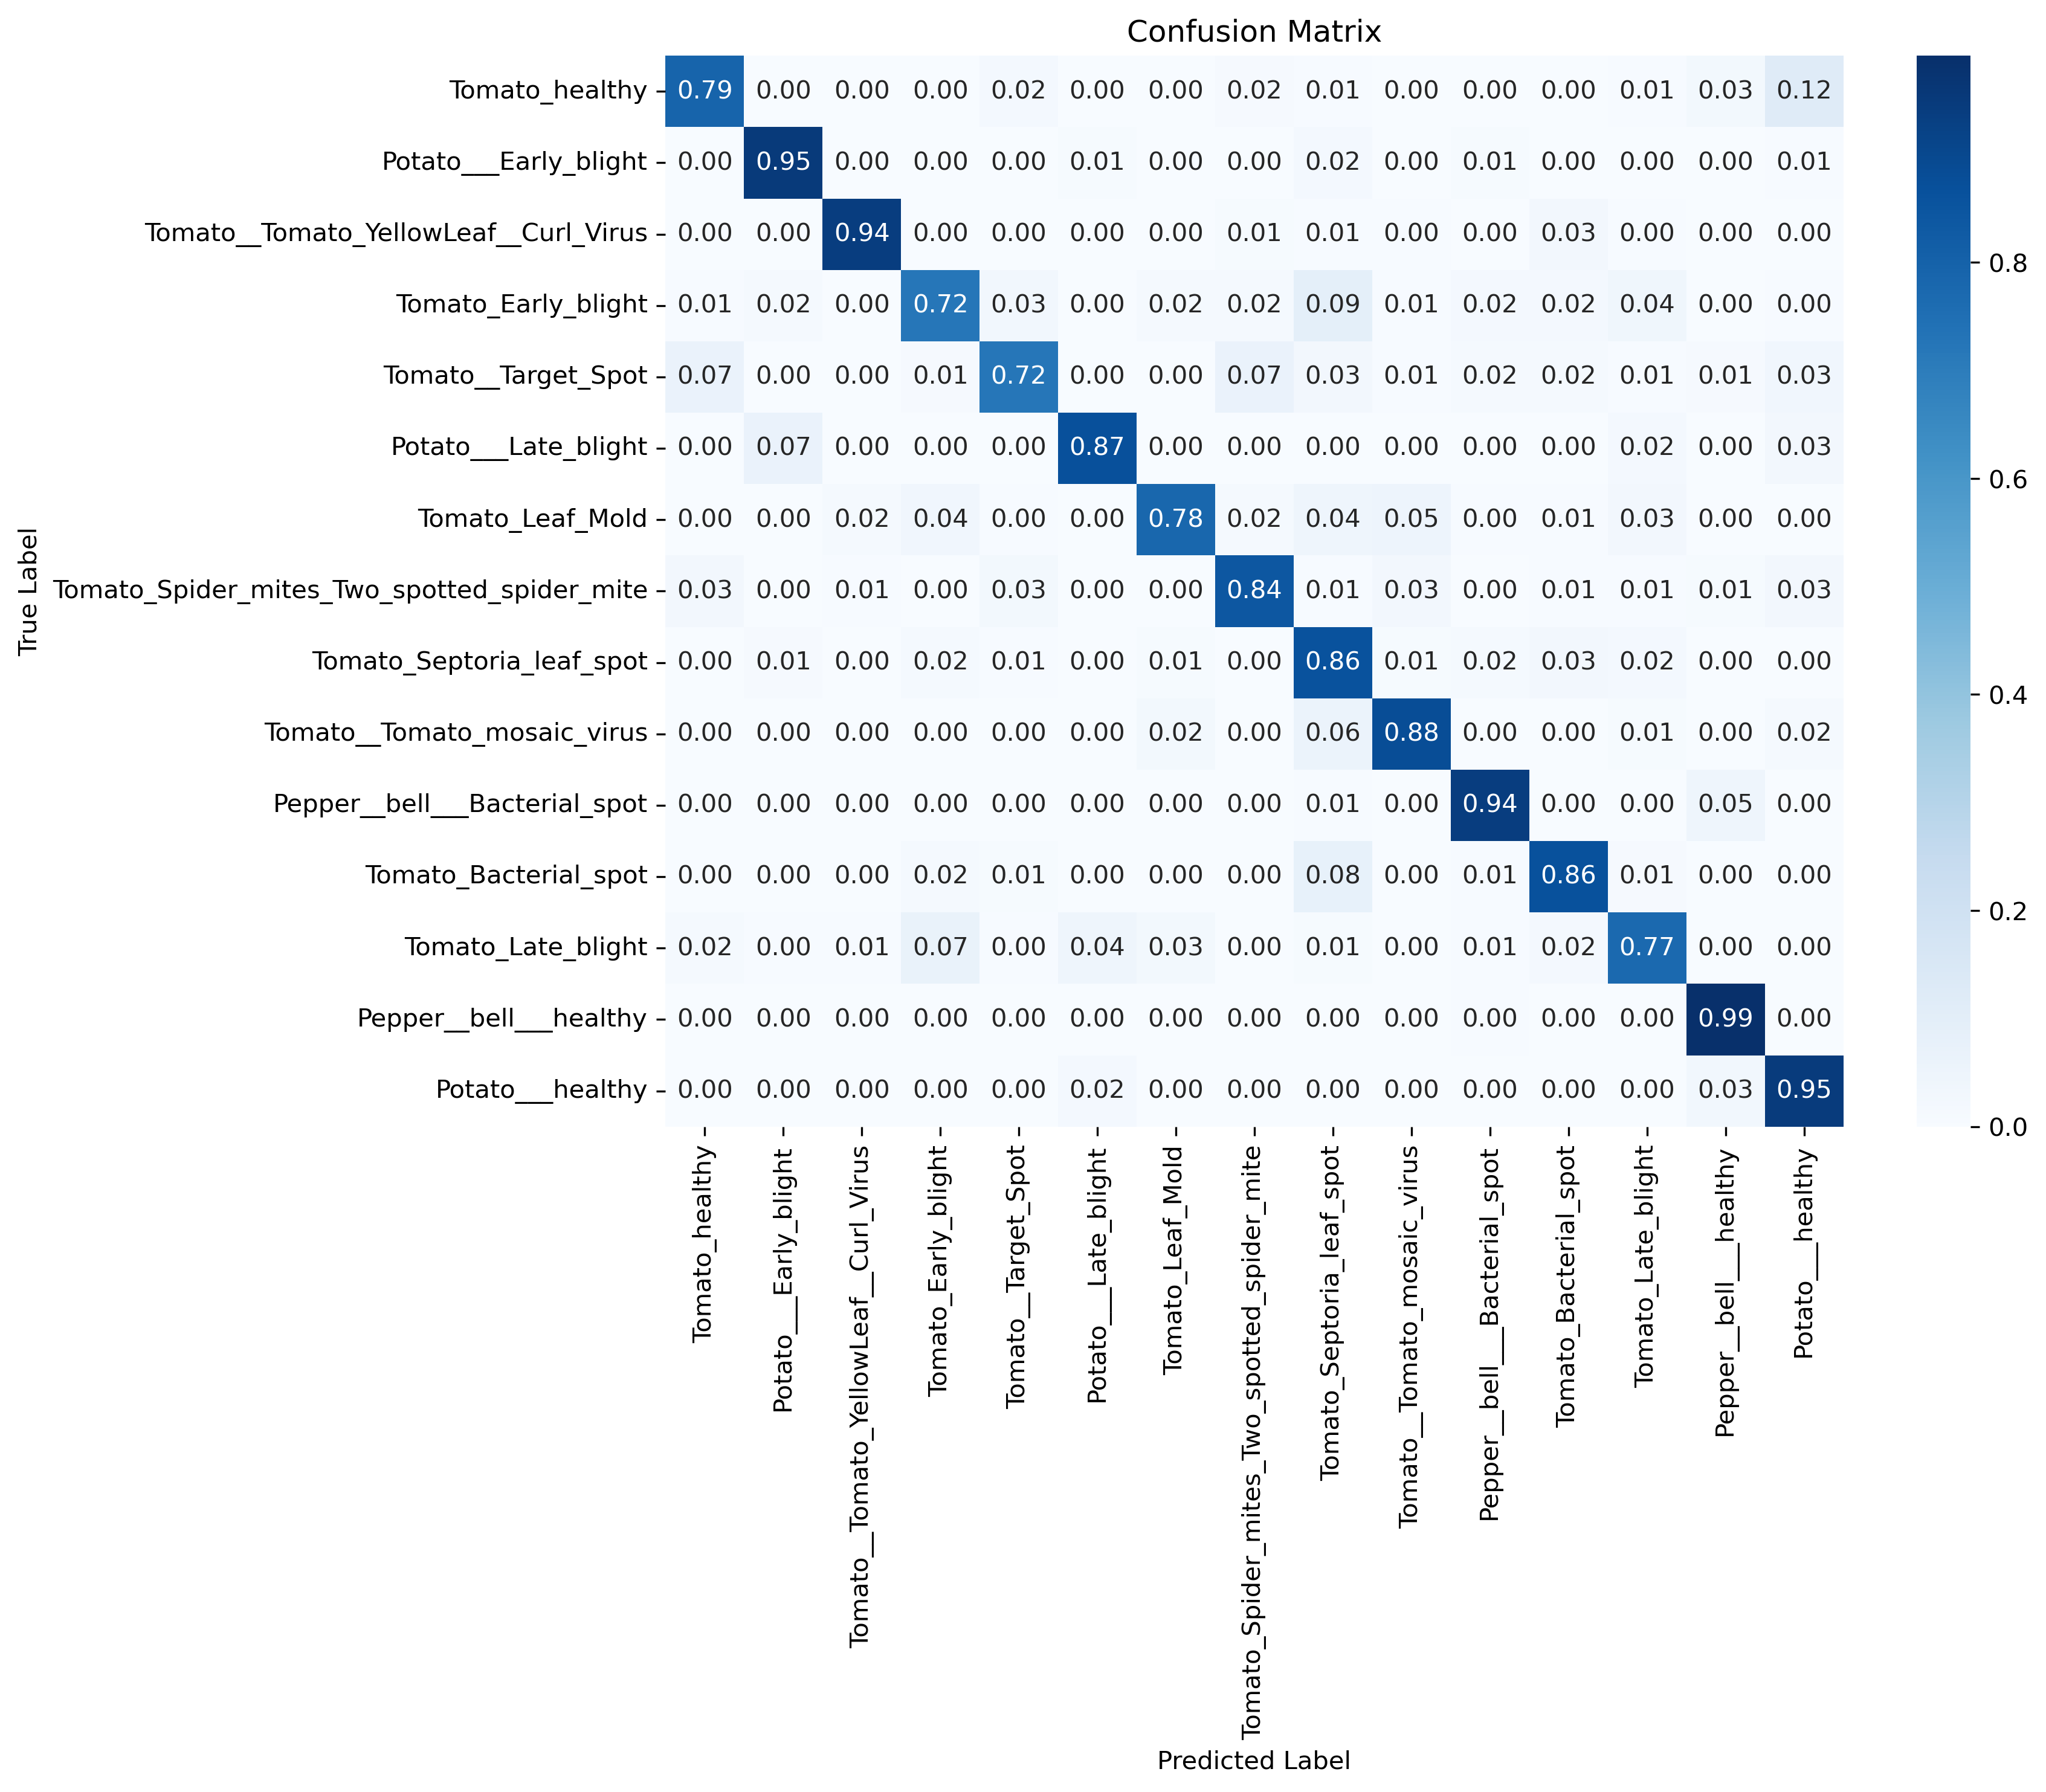 Confusion Matrix
True Label
Tomato_healthy 0.79 0.00 0.00 0.00 0.02 0.00 0.00 0.02 0.01 0.00 0.00 0.00 0.01 0.03 0.12
Potato___Early_blight 0.00 0.95 0.00 0.00 0.00 0.01 0.00 0.00 0.02 0.00 0.01 0.00 0.00 0.00 0.01
Tomato__Tomato_YellowLeaf__Curl_Virus 0.00 0.00 0.94 0.00 0.00 0.00 0.00 0.01 0.01 0.00 0.00 0.03 0.00 0.00 0.00
Tomato_Early_blight 0.01 0.02 0.00 0.72 0.03 0.00 0.02 0.02 0.09 0.01 0.02 0.02 0.04 0.00 0.00
Tomato__Target_Spot 0.07 0.00 0.00 0.01 0.72 0.00 0.00 0.07 0.03 0.01 0.02 0.02 0.01 0.01 0.03
Potato___Late_blight 0.00 0.07 0.00 0.00 0.00 0.87 0.00 0.00 0.00 0.00 0.00 0.00 0.02 0.00 0.03
Tomato_Leaf_Mold 0.00 0.00 0.02 0.04 0.00 0.00 0.78 0.02 0.04 0.05 0.00 0.01 0.03 0.00 0.00
Tomato_Spider_mites_Two_spotted_spider_mite 0.03 0.00 0.01 0.00 0.03 0.00 0.00 0.84 0.01 0.03 0.00 0.01 0.01 0.01 0.03
Tomato_Septoria_leaf_spot 0.00 0.01 0.00 0.02 0.01 0.00 0.01 0.00 0.86 0.01 0.02 0.03 0.02 0.00 0.00
Tomato__Tomato_mosaic_virus 0.00 0.00 0.00 0.00 0.00 0.00 0.02 0.00 0.06 0.88 0.00 0.00 0.01 0.00 0.02
Pepper__bell___Bacterial_spot 0.00 0.00 0.00 0.00 0.00 0.00 0.00 0.00 0.01 0.00 0.94 0.00 0.00 0.05 0.00
Tomato_Bacterial_spot 0.00 0.00 0.00 0.02 0.01 0.00 0.00 0.00 0.08 0.00 0.01 0.86 0.01 0.00 0.00
Tomato_Late_blight 0.02 0.00 0.01 0.07 0.00 0.04 0.03 0.00 0.01 0.00 0.01 0.02 0.77 0.00 0.00
Pepper__bell___healthy 0.00 0.00 0.00 0.00 0.00 0.00 0.00 0.00 0.00 0.00 0.00 0.00 0.00 0.99 0.00
Potato___healthy 0.00 0.00 0.00 0.00 0.00 0.02 0.00 0.00 0.00 0.00 0.00 0.00 0.00 0.03 0.95
Tomato_healthy
Potato___Early_blight
Tomato__Tomato_YellowLeaf__Curl_Virus
Tomato_Early_blight
Tomato__Target_Spot
Potato___Late_blight
Tomato_Leaf_Mold
Tomato_Spider_mites_Two_spotted_spider_mite
Tomato_Septoria_leaf_spot
Tomato__Tomato_mosaic_virus
Pepper__bell___Bacterial_spot
Tomato_Bacterial_spot
Tomato_Late_blight
Pepper__bell___healthy
Potato___healthy
Predicted Label
0.8
0.6
0.4
0.2
0.0